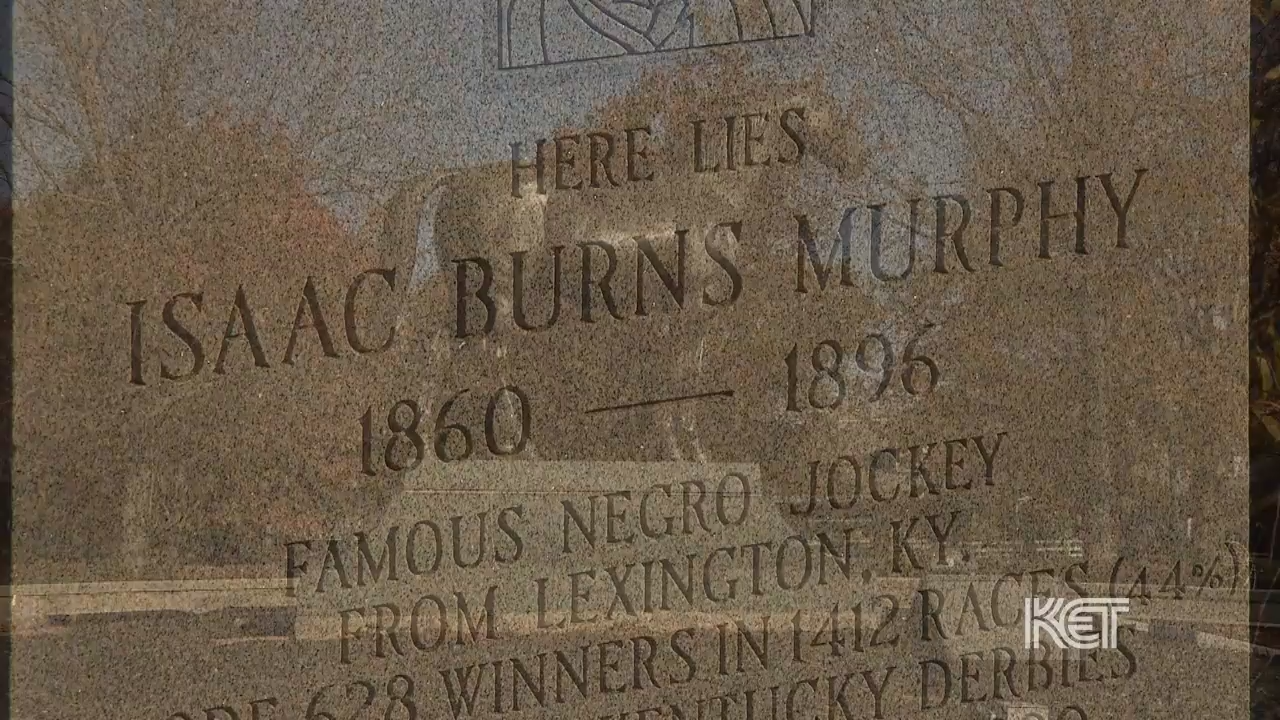 HERE LIES
ISAAC BURNS MURPHY
1860 — 1896
FAMOUS NEGRO JOCKEY
FROM LEXINGTON, KY.
628 WINNERS IN 1412 RACES (44%)
KENTUCKY DERBIES
KET